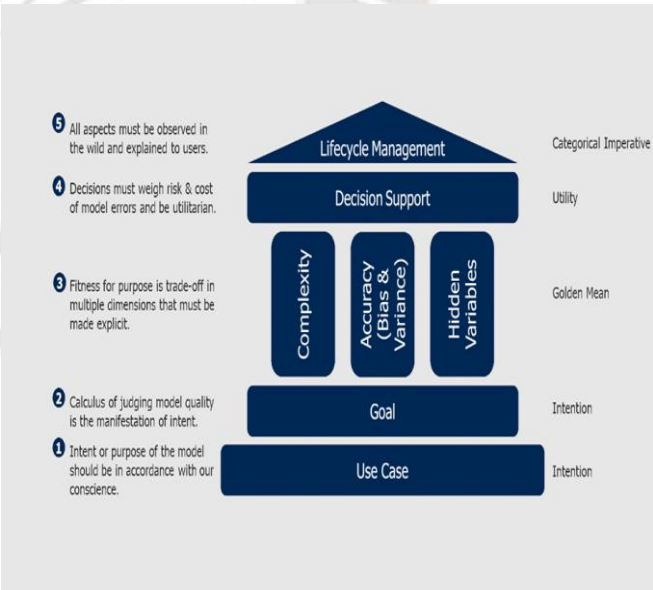 5 All aspects must be observed in
the wild and explained to users.
Lifecycle Management
Categorical Imperative
4 Decisions must weigh risk & cost
of model errors and be utilitarian.
Decision Support
Utility
3 Fitness for purpose is trade-off in
multiple dimensions that must be
made explicit.
Complexity
Accuracy
(Bias &
Variance)
Hidden
Variables
Golden Mean
2 Calculus of judging model quality
is the manifestation of intent.
Goal
Intention
1 Intent or purpose of the model
should be in accordance with our
conscience.
Use Case
Intention